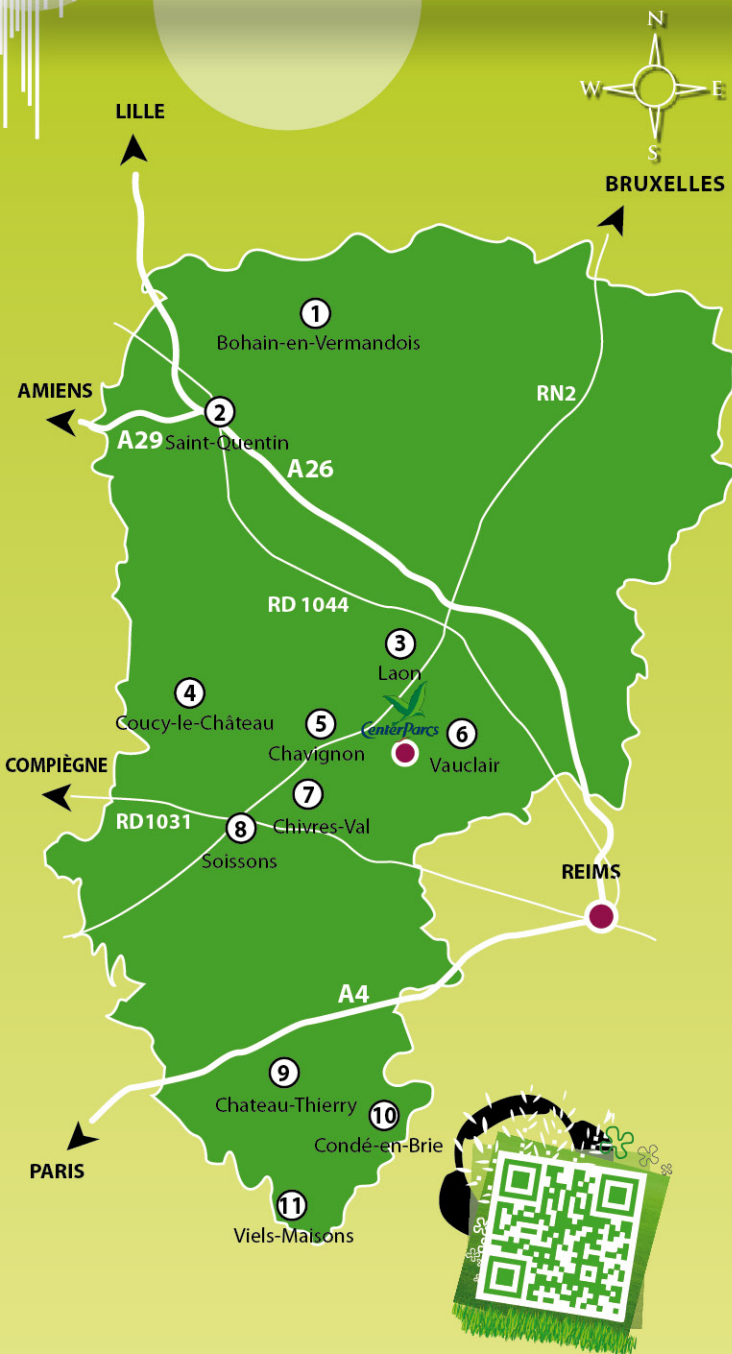 N
W E
S
LILLE
BRUXELLES
1
Bohain-en-Vermandois
AMIENS
RN2
2
A29 Saint-Quentin
A26
RD 1044
3
Laon
4
Coucy-le-Château
5
Chavignon
CenterParcs
6
Vauclair
COMPIÈGNE
7
Chivres-Val
RD1031
8
Soissons
REIMS
A4
9
Chateau-Thierry
10
Condé-en-Brie
PARIS
11
Viels-Maisons